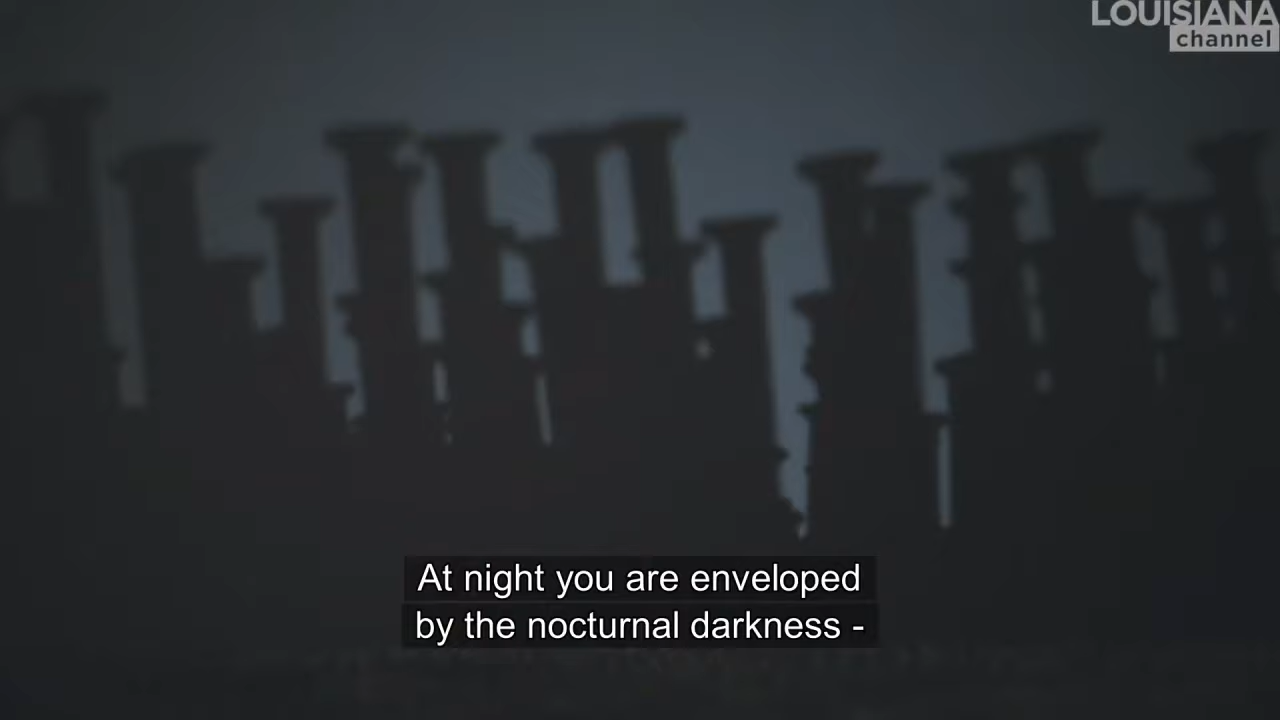 LOUISIANA
channel
At night you are enveloped
by the nocturnal darkness -